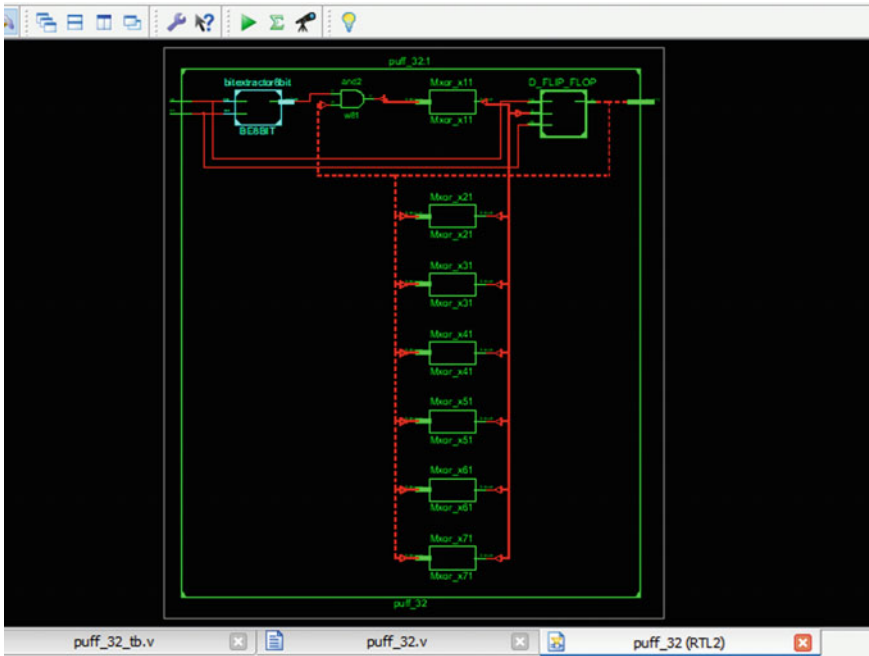 puff_32:1
bitextractor8bit
BE8BIT
and2
Mxor_x11
Mxor_x11
D_FLIP_FLOP
Mxor_x21
Mxor_x21
Mxor_x31
Mxor_x31
Mxor_x41
Mxor_x41
Mxor_x51
Mxor_x51
Mxor_x61
Mxor_x61
Mxor_x71
Mxor_x71
puff_32
puff_32_tb.v
puff_32.v
puff_32 (RTL2)